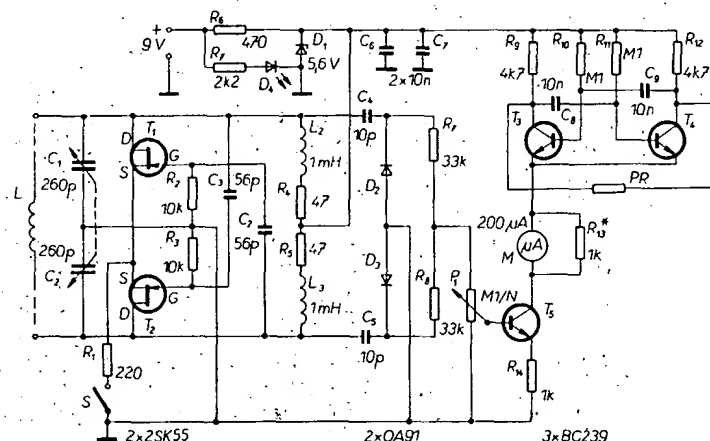 +
9V
R6
470
R7
2k2
D4
D1
5,6V
C6
C7
2×10n
R9
4k7
R10
M1
R11
M1
R12
4k7
10n
C8
C9
10n
T3
T4
PR
L
C1
260p
260p
C2
D
T1
G
S
R2
10k
R3
10k
C3
56p
C2
56p
S
G
D
T2
R1
220
S
L2
1mH
R4
47
R5
47
L3
1mH
C4
10p
D2
D3
C5
10p
R7
33k
R8
33k
P1
M1/N
200µA
µA
M
R13*
1k
T5
R14
1k
2×2SK55
2×OA91
3×BC239